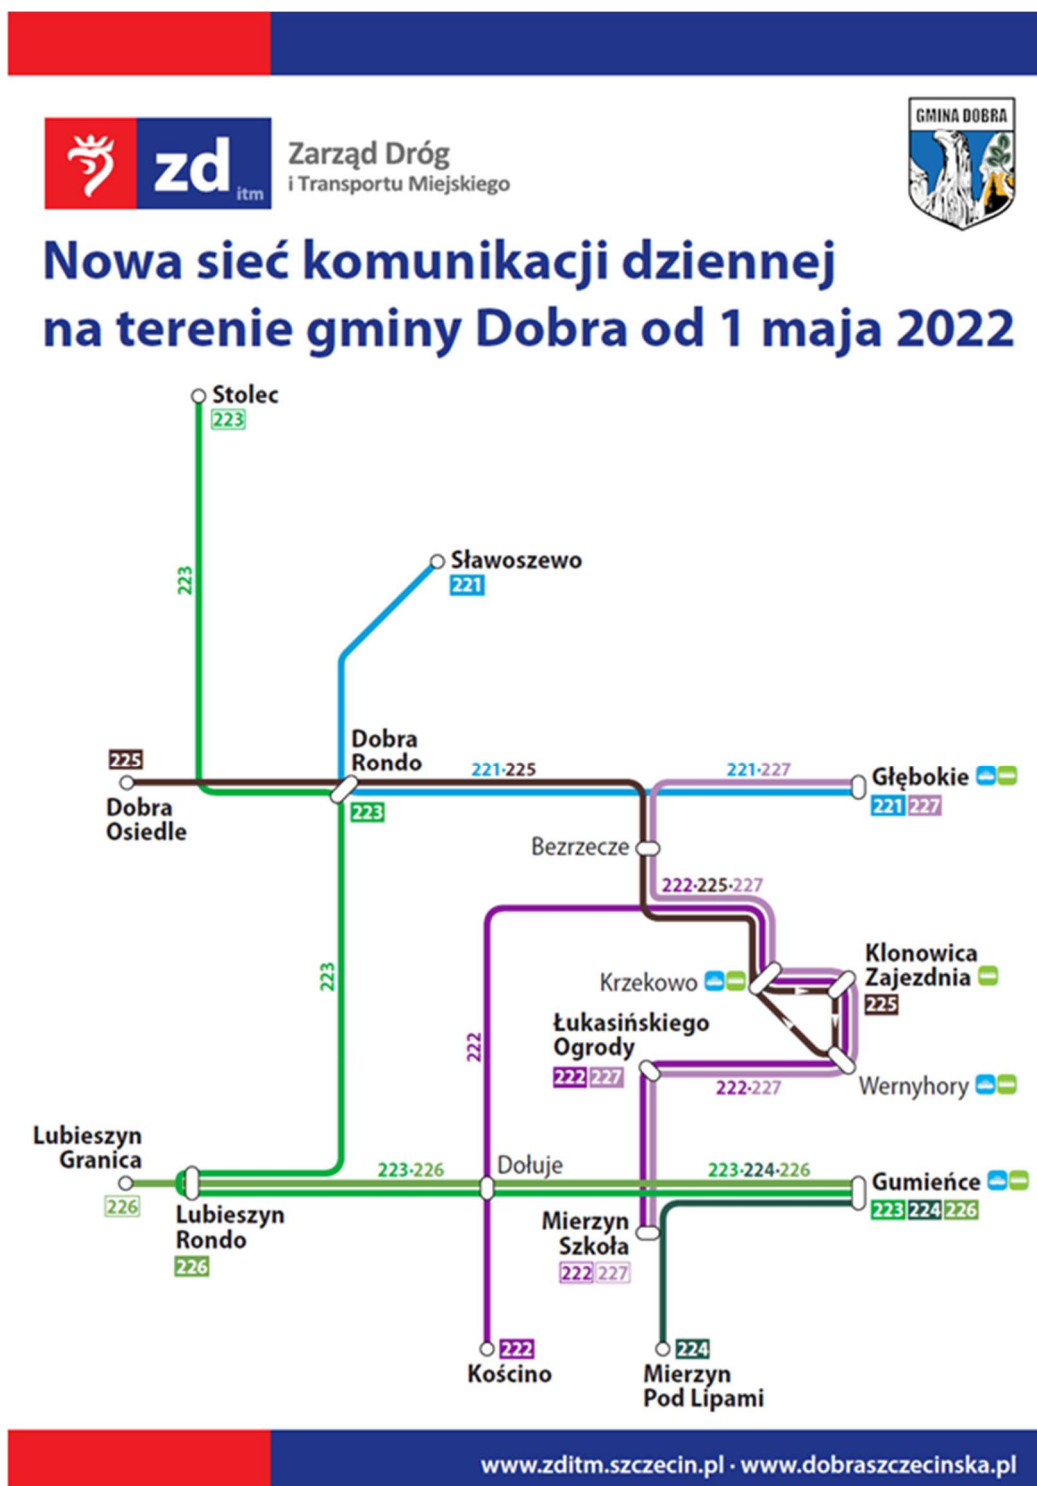 zd
itm
Zarząd Dróg
i Transportu Miejskiego
GMINA DOBRA
Nowa sieć komunikacji dziennej
na terenie gminy Dobra od 1 maja 2022
Stolec
223
223
Sławoszewo
221
225
Dobra
Osiedle
Dobra
Rondo
223
221·225
221·227
Głębokie
221 227
Bezrzecze
222·225·227
Krzekowo
Klonowica
Zajezdnia
225
223
222
Łukasińskiego
Ogrody
222 227
222·227
Wernyhory
Lubieszyn
Granica
226
Lubieszyn
Rondo
226
223·226
Dołuje
223·224·226
Gumieńce
223 224 226
Mierzyn
Szkoła
222 227
222
Kościno
224
Mierzyn
Pod Lipami
www.zditm.szczecin.pl · www.dobraszczecinska.pl